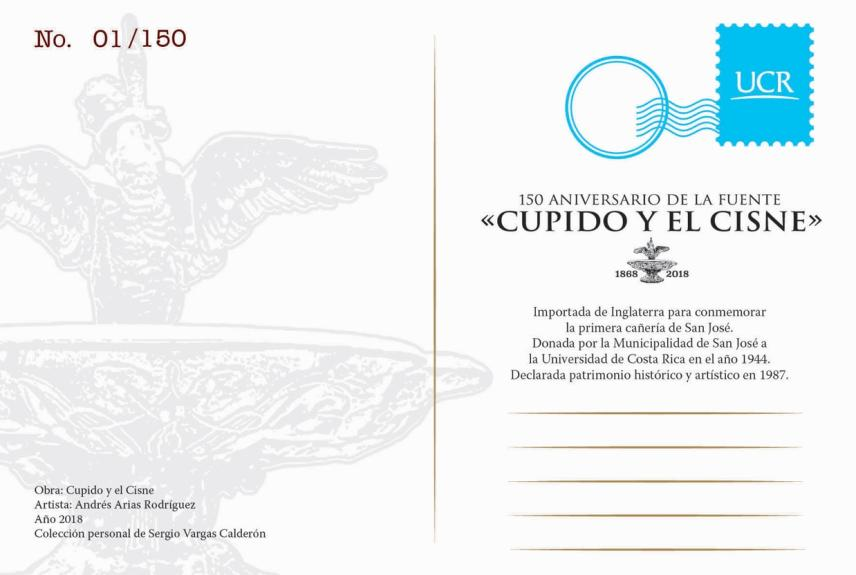 No. 01/150
UCR
150 ANIVERSARIO DE LA FUENTE
«CUPIDO Y EL CISNE»
1868 2018
Importada de Inglaterra para conmemorar
la primera cañería de San José.
Donada por la Municipalidad de San José a
la Universidad de Costa Rica en el año 1944.
Declarada patrimonio histórico y artístico en 1987.
Obra: Cupido y el Cisne
Artista: Andrés Arias Rodríguez
Año 2018
Colección personal de Sergio Vargas Calderón